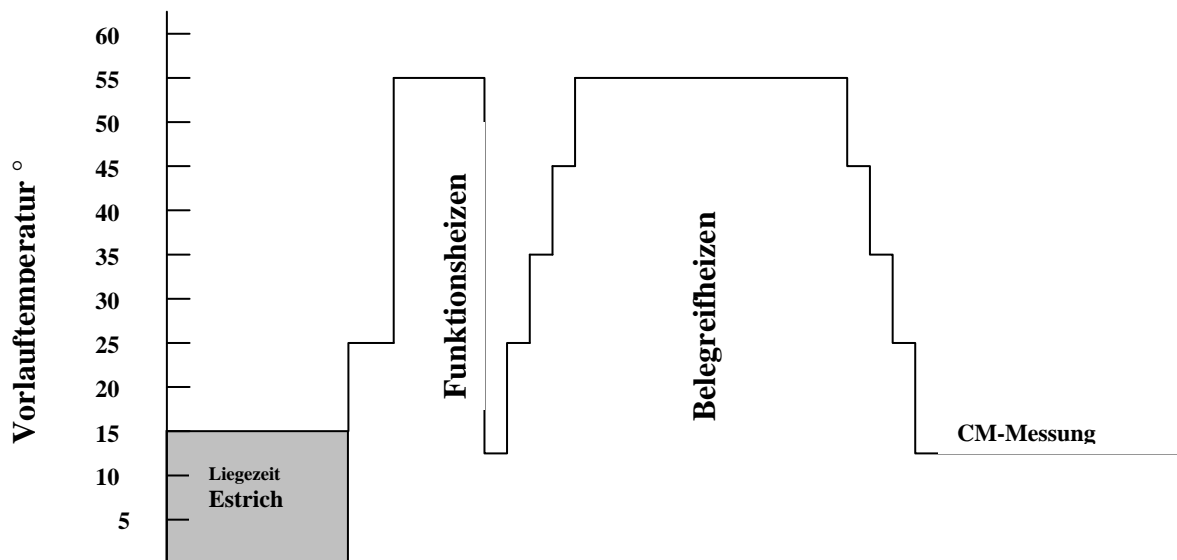 Vorlauftemperatur °
60
55
50
45
40
35
30
25
20
15
10
5
Liegezeit
Estrich
Funktionsheizen
Belegreifheizen
CM-Messung